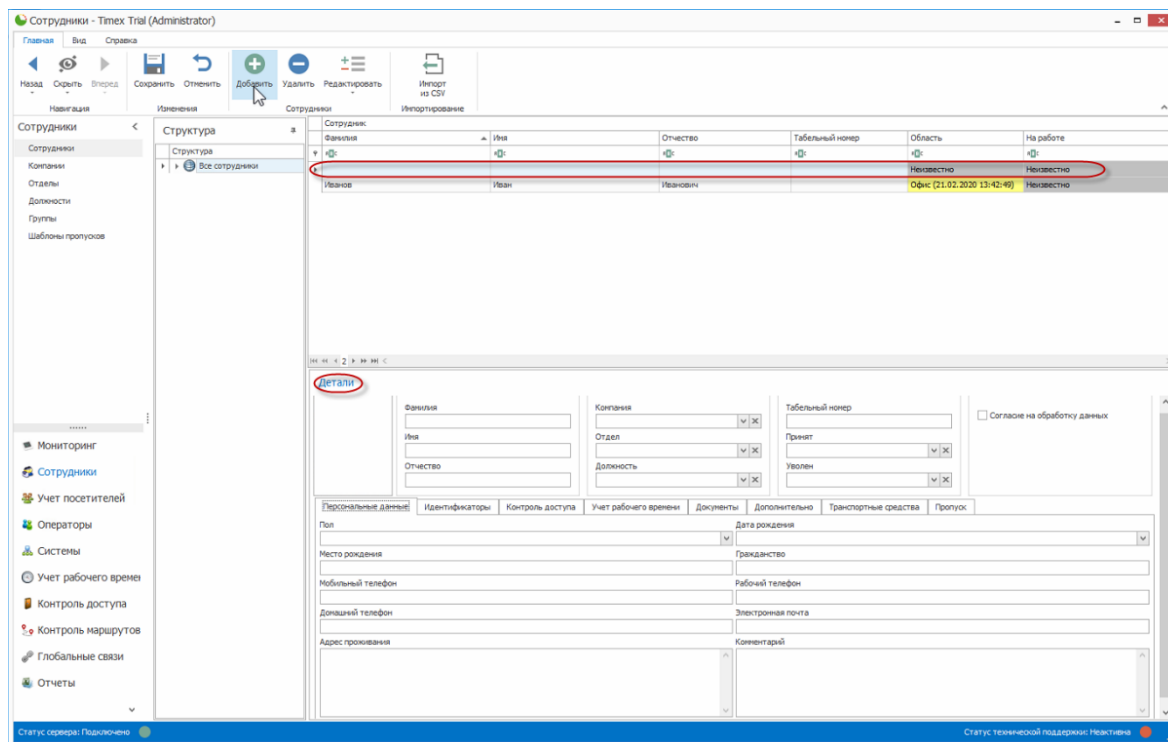 Сотрудники - Timex Trial (Administrator)
Главная Вид Справка
Назад Скрыть Вперед Сохранить Отменить Добавить Удалить Редактировать Импорт из CSV
Навигация Изменения Сотрудники Импортирование
Сотрудники
Сотрудники
Компании
Отделы
Должности
Группы
Шаблоны пропусков
Мониторинг
Сотрудники
Учет посетителей
Операторы
Системы
Учет рабочего времен
Контроль доступа
Контроль маршрутов
Глобальные связи
Отчеты
Структура
Структура
Все сотрудники
Сотрудник
Фамилия Имя Отчество Табельный номер Область На работе
Неизвестно Неизвестно
Иванов Иван Иванович Офис (21.02.2020 13:42:49) Неизвестно
2
Детали
Фамилия Компания Табельный номер Согласие на обработку данных
Имя Отдел Принят
Отчество Должность Уволен
Персональные данные Идентификаторы Контроль доступа Учет рабочего времени Документы Дополнительно Транспортные средства Пропуск
Пол Дата рождения
Место рождения Гражданство
Мобильный телефон Рабочий телефон
Домашний телефон Электронная почта
Адрес проживания Комментарий
Статус сервера: Подключено Статус технической поддержки: Неактивна